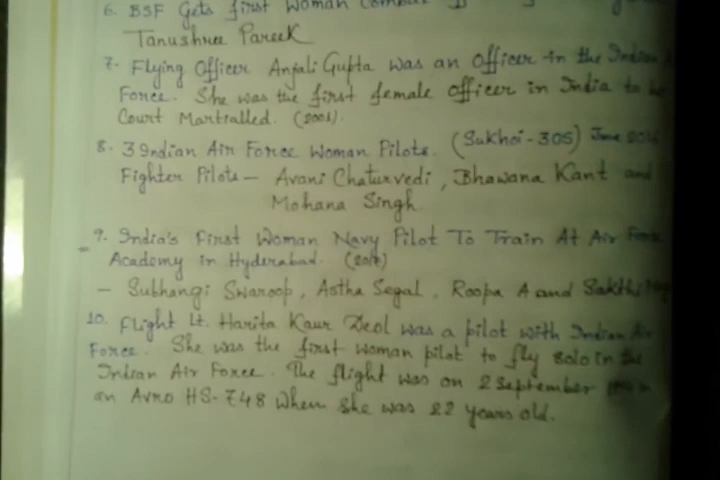 6. BSF Gets first Woman
Tanushree Pareek
7. Flying Officer Anjali Gupta was an Officer in the Indian
Force. She was the first female officer in India to be
Court Martialled. (2001).
8. 3 Indian Air Force Woman Pilots. (Sukhoi-30S) June
Fighter Pilots - Avani Chaturvedi, Bhawana Kant and
Mohana Singh
9. India's First Woman Navy Pilot To Train At Air Force
Academy in Hyderabad.
- Subhangi Swaroop, Astha Segal, Roopa A and Sakthi
10. Flight Lt. Harita Kaur Deol was a pilot with Indian Air
Force. She was the first woman pilot to fly solo in the
Indian Air Force. The flight was on 2 September
an Avro HS-748 when she was 22 years old.